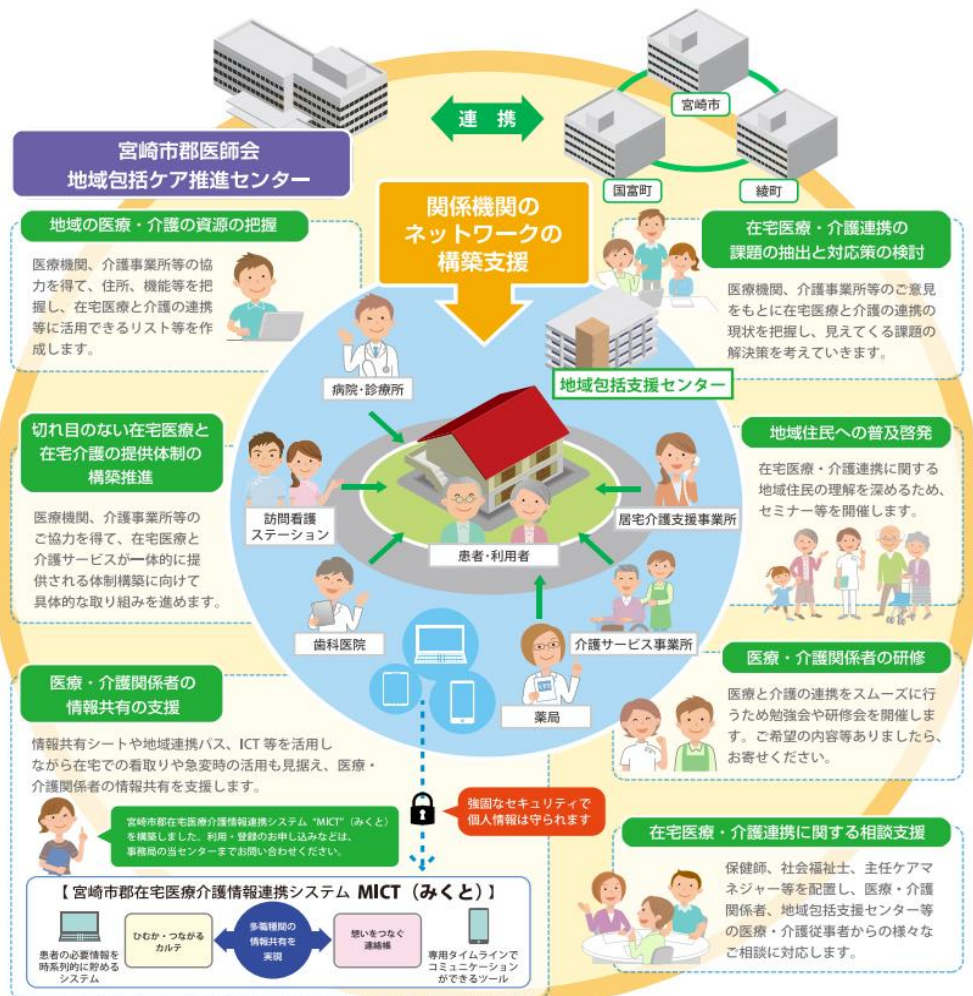 連携
宮崎市
国富町
綾町
宮崎市郡医師会
地域包括ケア推進センター
関係機関の
ネットワークの
構築支援
地域の医療・介護の資源の把握
医療機関、介護事業所等の協
力を得て、住所、機能等を把
握し、在宅医療と介護の連携
等に活用できるリスト等を作
成します。
在宅医療・介護連携の
課題の抽出と対応策の検討
医療機関、介護事業所等のご意見
をもとに在宅医療と介護の連携の
現状を把握し、見えてくる課題の
解決策を考えていきます。
病院・診療所
地域包括支援センター
切れ目のない在宅医療と
在宅介護の提供体制の
構築推進
医療機関、介護事業所等の
ご協力を得て、在宅医療と
介護サービスが一体的に提
供される体制構築に向けて
具体的な取り組みを進めます。
訪問看護
ステーション
患者・利用者
居宅介護支援事業所
地域住民への普及啓発
在宅医療・介護連携に関する
地域住民の理解を深めるため、
セミナー等を開催します。
歯科医院
介護サービス事業所
薬局
医療・介護関係者の研修
医療と介護の連携をスムーズに行
うため勉強会や研修会を開催しま
す。ご希望の内容等ありましたら、
お寄せください。
医療・介護関係者の
情報共有の支援
情報共有シートや地域連携パス、ICT 等を活用し
ながら在宅での看取りや急変時の活用も見据え、医療・
介護関係者の情報共有を支援します。
宮崎市郡在宅医療介護情報連携システム “MICT”（みくと）
を構築しました。利用・登録のお申し込みなどは、
事務局の当センターまでお問い合わせください。
強固なセキュリティで
個人情報は守られます
在宅医療・介護連携に関する相談支援
保健師、社会福祉士、主任ケアマ
ネジャー等を配置し、医療・介護
関係者、地域包括支援センター等
の医療・介護従事者からの様々な
ご相談に対応します。
【 宮崎市郡在宅医療介護情報連携システム MICT（みくと）】
患者の必要情報を
時系列的に貯める
システム
ひむか・つながる
カルテ
多職種間の
情報共有を
実現
想いをつなぐ
連絡帳
専用タイムラインで
コミュニケーション
ができるツール